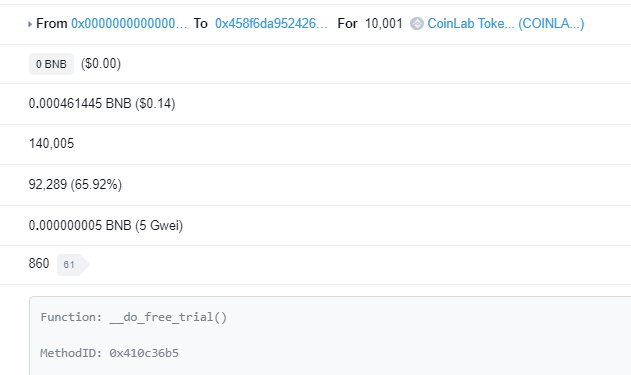 From 0x0000000000000... To 0x458f6da952426... For 10,001 CoinLab Toke... (COINLA...)
0 BNB ($0.00)
0.000461445 BNB ($0.14)
140,005
92,289 (65.92%)
0.000000005 BNB (5 Gwei)
860 61
Function: __do_free_trial()
MethodID: 0x410c36b5